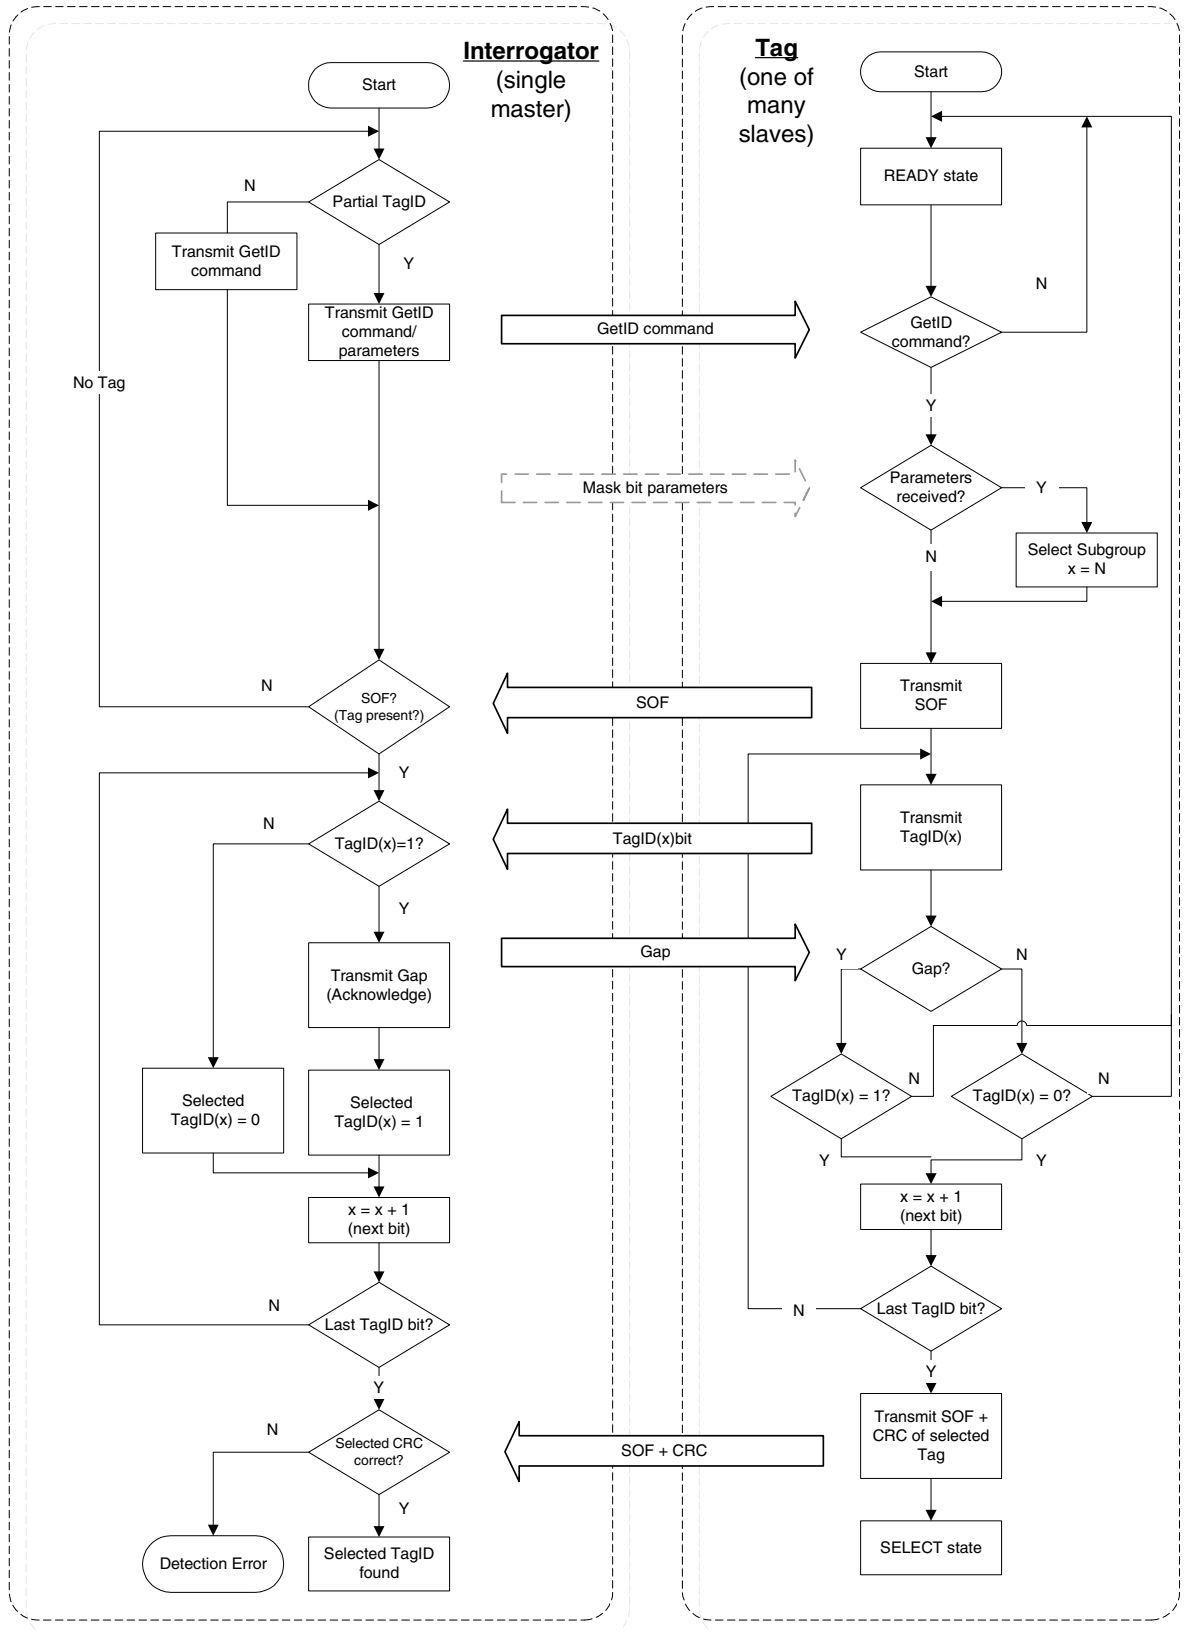 Interrogator
(single
master)
Start
Partial TagID
N
Transmit GetID
command
Y
Transmit GetID
command/
parameters
No Tag
SOF?
(Tag present?)
N
Y
TagID(x)=1?
N
Y
Transmit Gap
(Acknowledge)
Selected
TagID(x) = 0
Selected
TagID(x) = 1
x = x + 1
(next bit)
Last TagID bit?
N
Y
Selected CRC
correct?
N
Y
Detection Error
Selected TagID
found
GetID command
Mask bit parameters
SOF
TagID(x)bit
Gap
SOF + CRC
Tag
(one of
many
slaves)
Start
READY state
GetID
command?
N
Y
Parameters
received?
Y
Select Subgroup
x = N
N
Transmit
SOF
Transmit
TagID(x)
Gap?
Y
N
TagID(x) = 1?
N
TagID(x) = 0?
N
Y
Y
x = x + 1
(next bit)
Last TagID bit?
N
Y
Transmit SOF +
CRC of selected
Tag
SELECT state